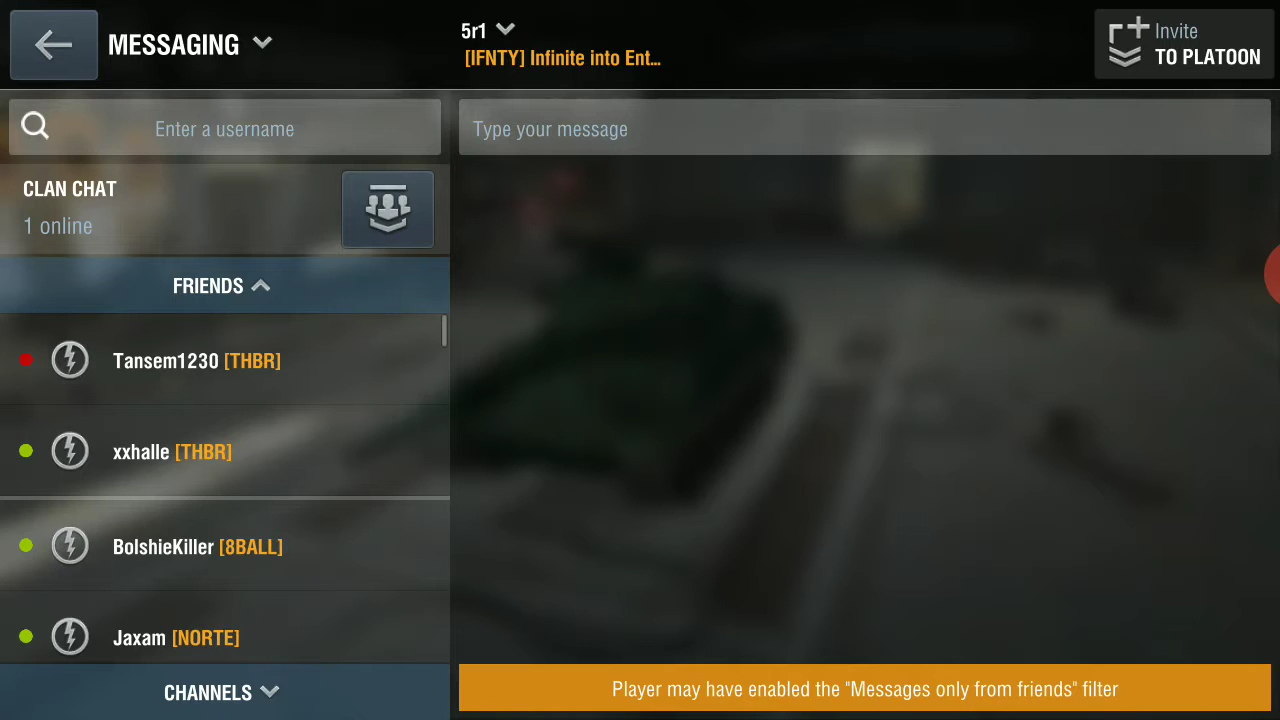 MESSAGING
5r1
[IFNTY] Infinite into Ent...
Invite
TO PLATOON
Enter a username
Type your message
CLAN CHAT
1 online
FRIENDS
Tansem1230 [THBR]
xxhalle [THBR]
BolshieKiller [8BALL]
Jaxam [NORTE]
CHANNELS
Player may have enabled the "Messages only from friends" filter